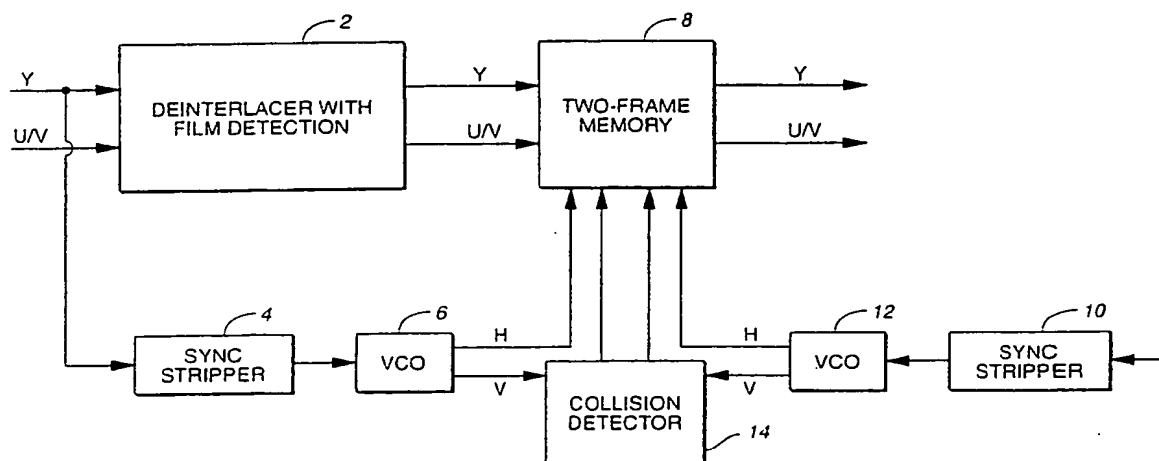 2
8
Y
Y
Y
DEINTERLACER WITH
FILM DETECTION
TWO-FRAME
MEMORY
U/V
U/V
U/V
4
6
12
10
H
H
SYNC
STRIPPER
VCO
VCO
SYNC
STRIPPER
V
V
COLLISION
DETECTOR
14